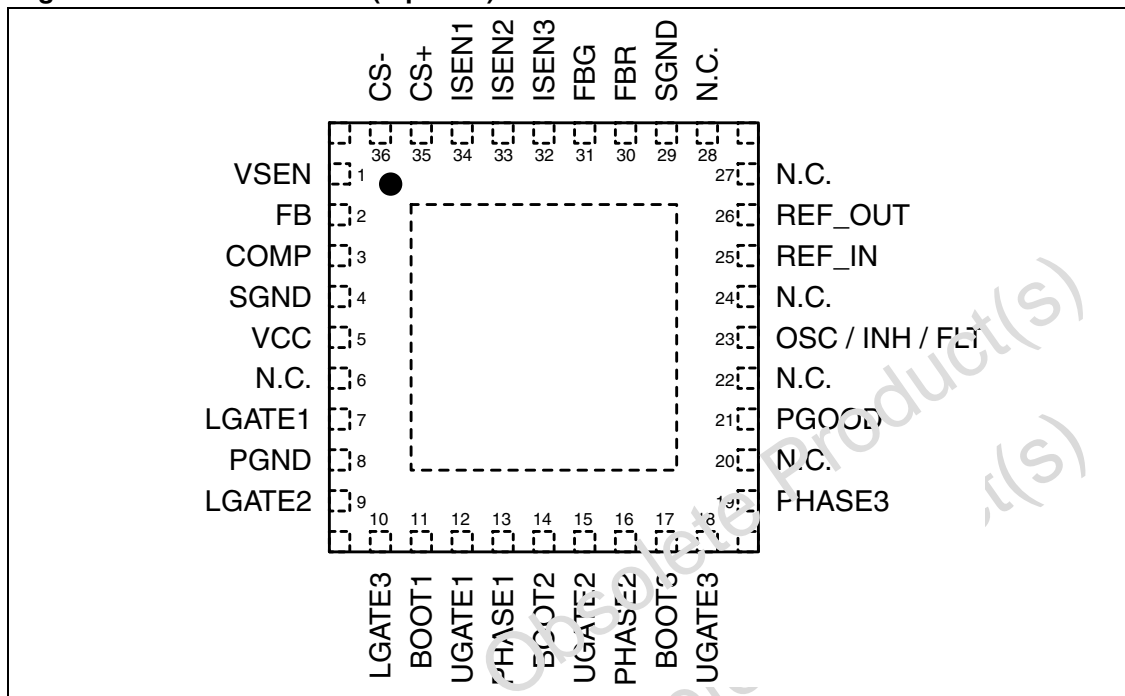 CS-
CS+
ISEN1
ISEN2
ISEN3
FBG
FBR
SGND
N.C.
36
35
34
33
32
31
30
29
28
VSEN 1
FB 2
COMP 3
SGND 4
VCC 5
N.C. 6
LGATE1 7
PGND 8
LGATE2 9
27 N.C.
26 REF_OUT
25 REF_IN
24 N.C.
23 OSC / INH / FLT
22 N.C.
21 PGOOD
20 N.C.
19 PHASE3
10
11
12
13
14
15
16
17
18
LGATE3
BOOT1
UGATE1
PHASE1
BOOT2
UGATE2
PHASE2
BOOT3
UGATE3
Obsolete Product(s)